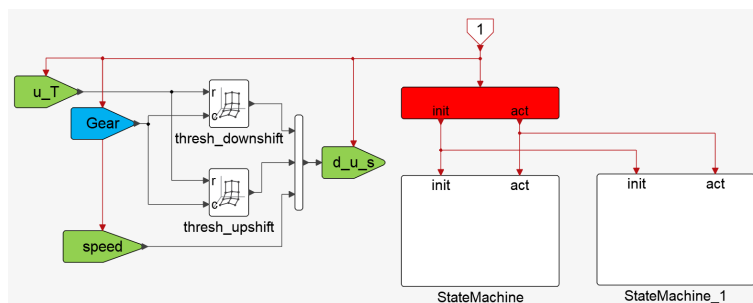 1
u_T
Gear
r
c
thresh_downshift
r
c
thresh_upshift
speed
d_u_s
init act
init act
StateMachine
init act
StateMachine_1